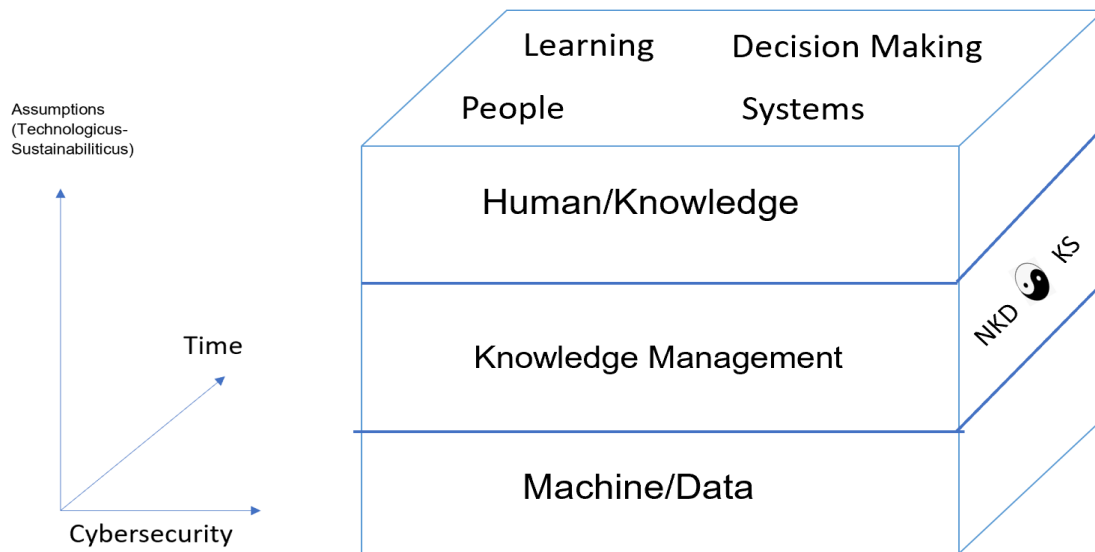 Learning
Decision Making
People
Systems
Assumptions
(Technologicus-
Sustainabiliticus)
Human/Knowledge
NKD
KS
Time
Knowledge Management
Machine/Data
Cybersecurity